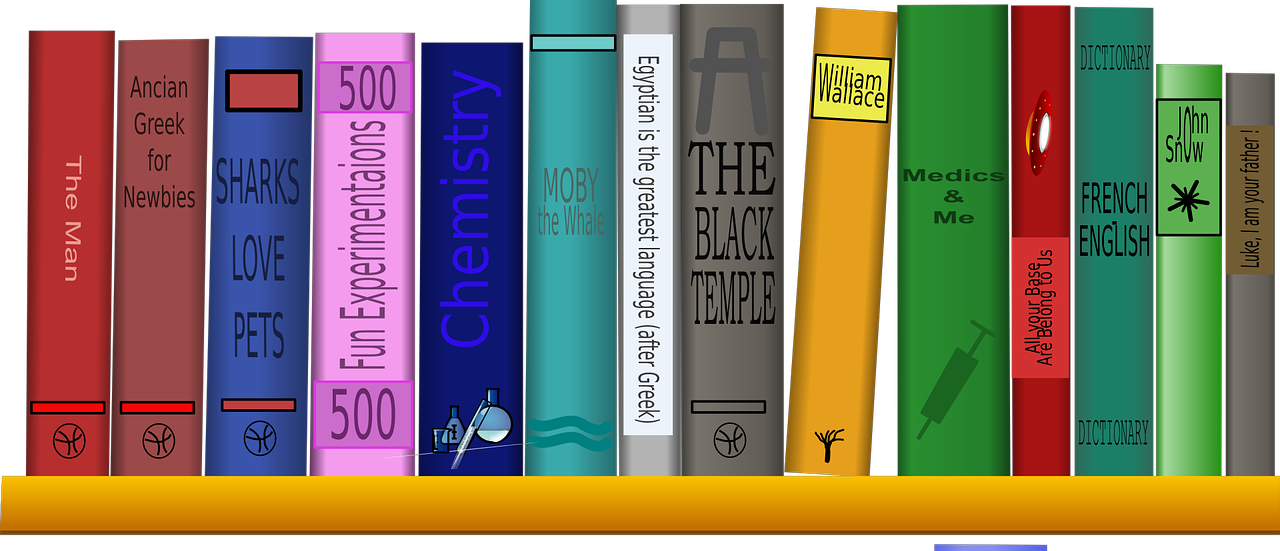 The Man
Ancian
Greek
for
Newbies
SHARKS
LOVE
PETS
500
Fun Experimentaions
500
Chemistry
MOBY
the Whale
Egyptian is the greatest language (after Greek)
A
THE
BLACK
TEMPLE
William
Wallace
Medics
&
Me
All your Base
Are Belong to Us
DICTIONARY
FRENCH
ENGLISH
DICTIONARY
John
Snow
Luke, I am your father !